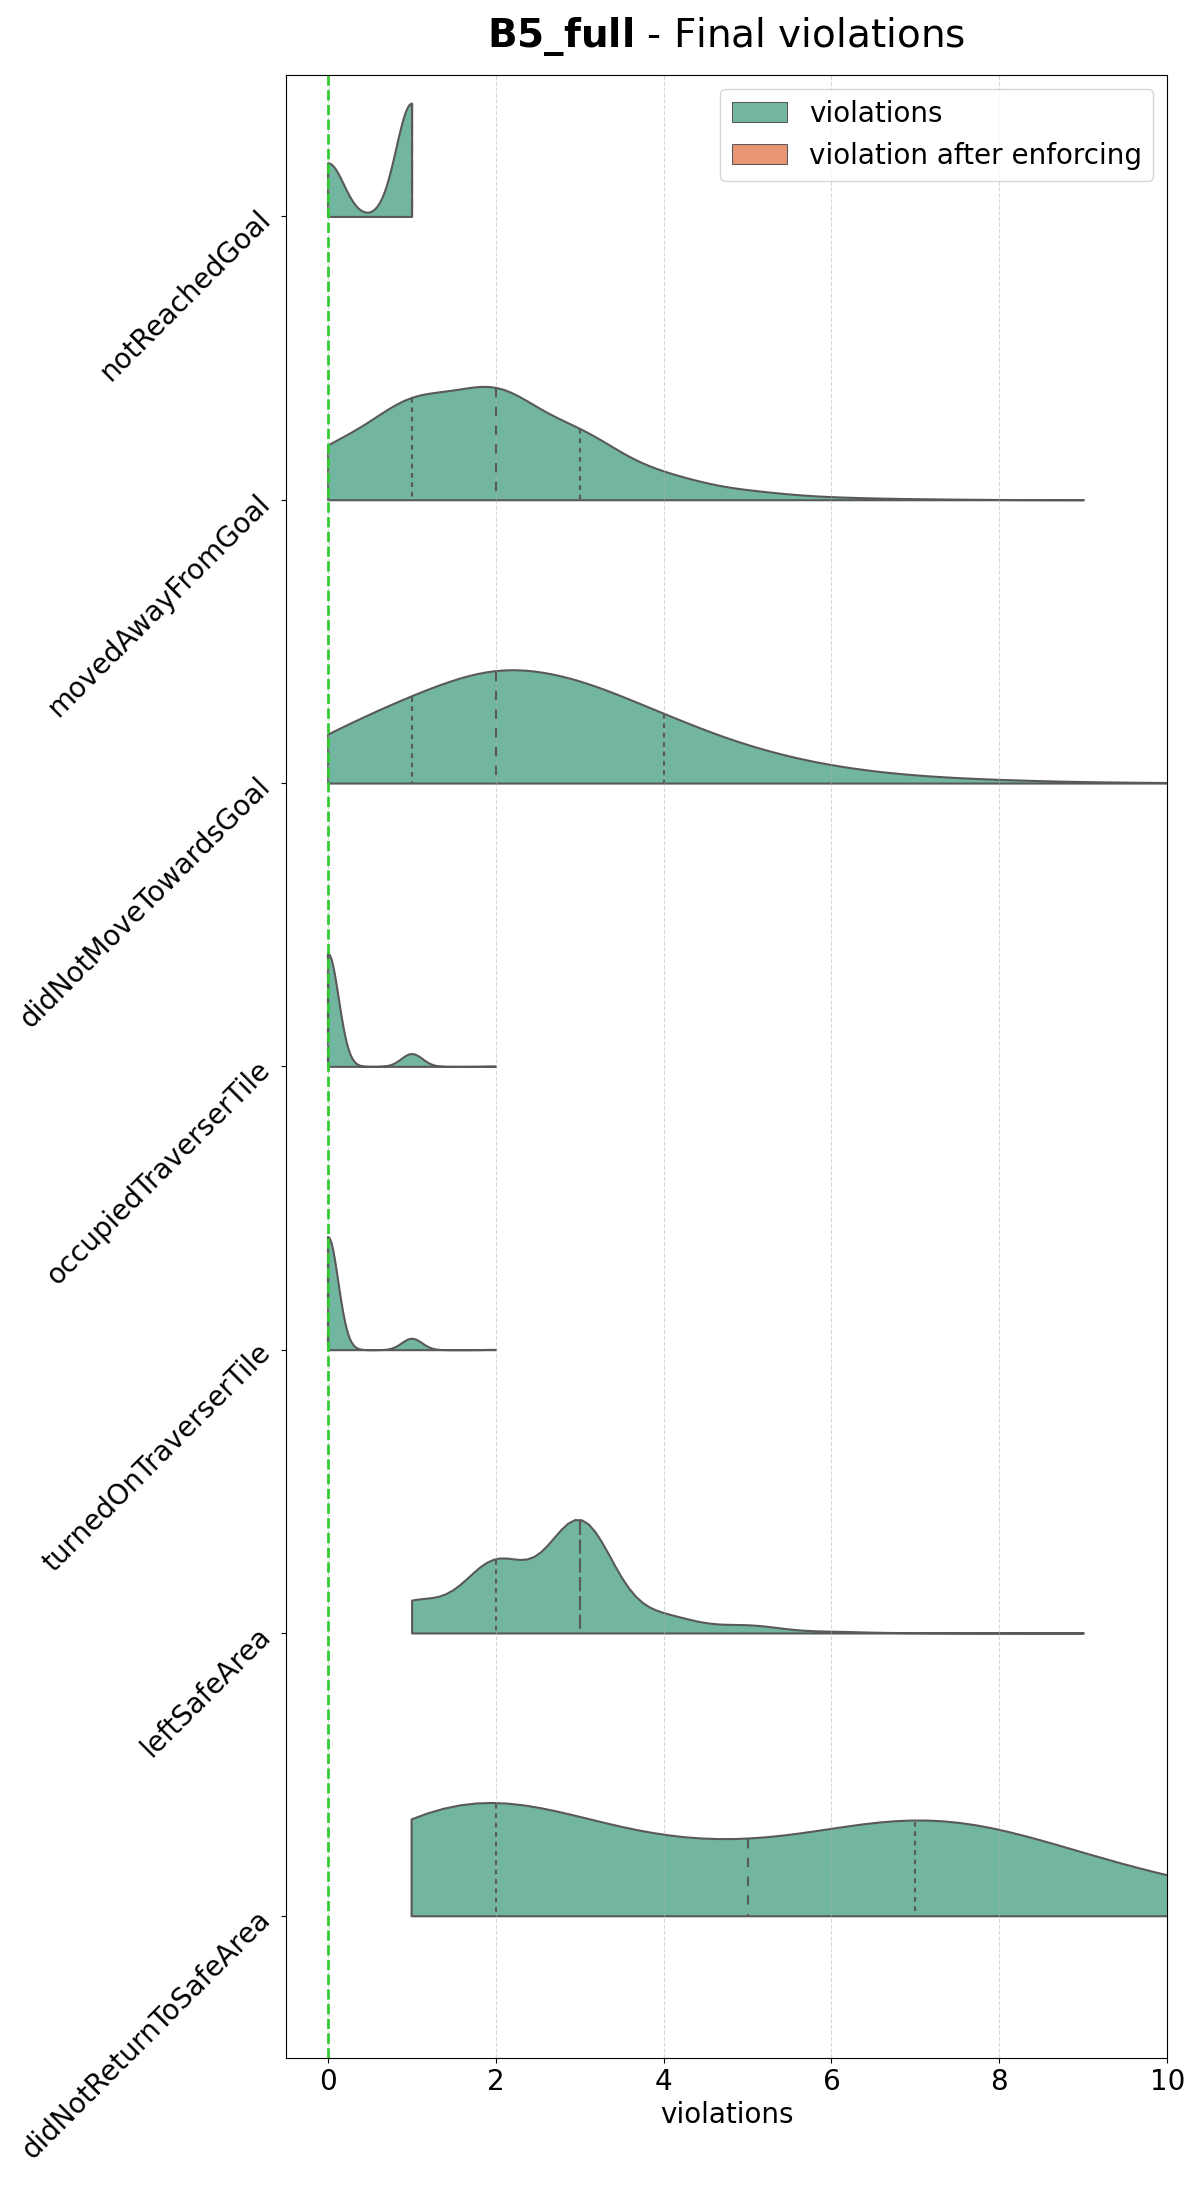 B5_full - Final violations
violations
violation after enforcing
notReachedGoal
movedAwayFromGoal
didNotMoveTowardsGoal
occupiedTraverserTile
turnedOnTraverserTile
leftSafeArea
didNotReturnToSafeArea
0 2 4 6 8 10
violations